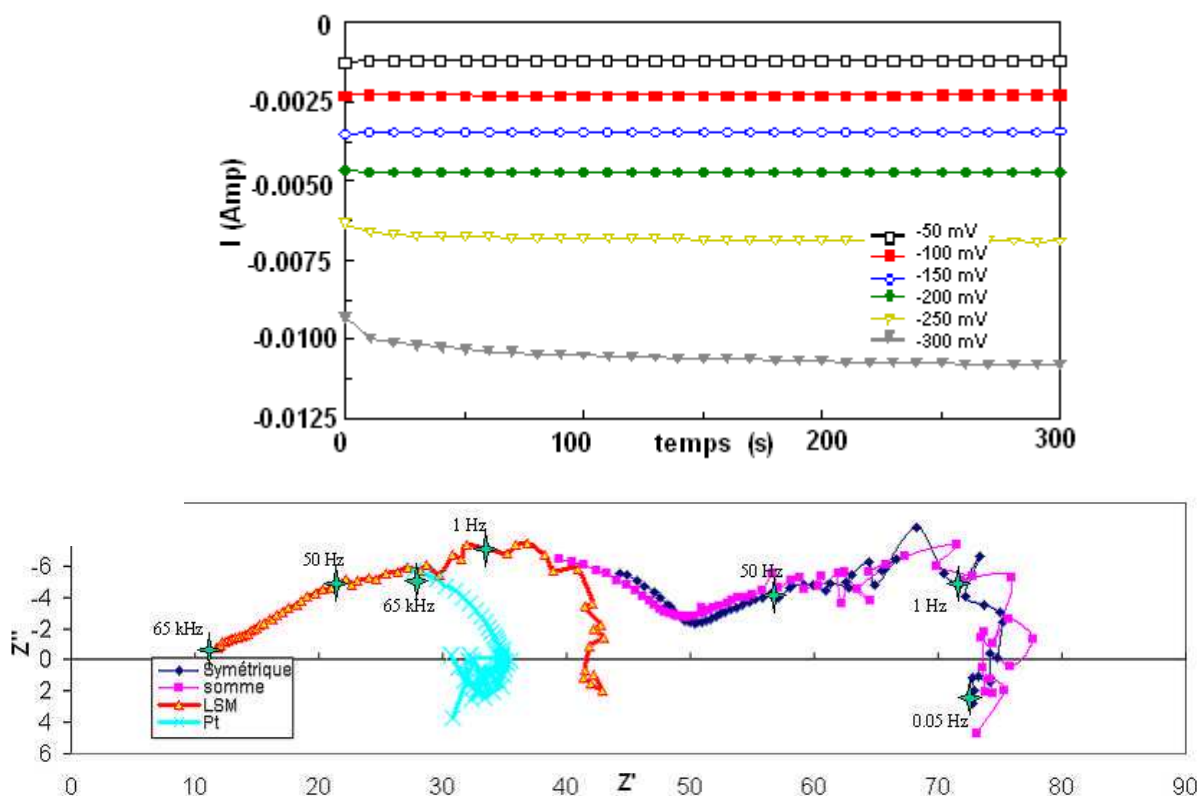 0
-0.0025
-0.0050
-0.0075
-0.0100
-0.0125
I (Amp)
-50 mV
-100 mV
-150 mV
-200 mV
-250 mV
-300 mV
0
100
temps (s)
200
300
1 Hz
50 Hz
65 kHz
65 kHz
50 Hz
1 Hz
0.05 Hz
Z"
-6
-4
-2
0
2
4
6
Symétrique
somme
LSM
Pt
0
10
20
30
40
Z'
50
60
70
80
90